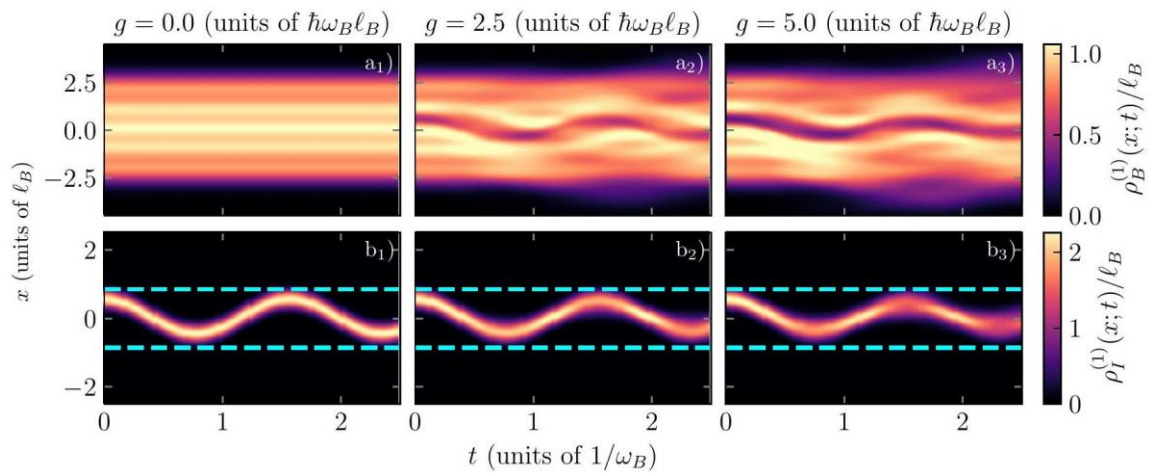 g = 0.0 (units of ℏω_Bℓ_B) g = 2.5 (units of ℏω_Bℓ_B) g = 5.0 (units of ℏω_Bℓ_B)
a₁) a₂) a₃)
2.5
0.0
−2.5
1.0
0.5
0.0
ρ_B^(1)(x;t)/ℓ_B
x (units of ℓ_B)
b₁) b₂) b₃)
2
0
−2
2
1
0
ρ_I^(1)(x;t)/ℓ_B
0 1 2 0 1 2 0 1 2
t (units of 1/ω_B)